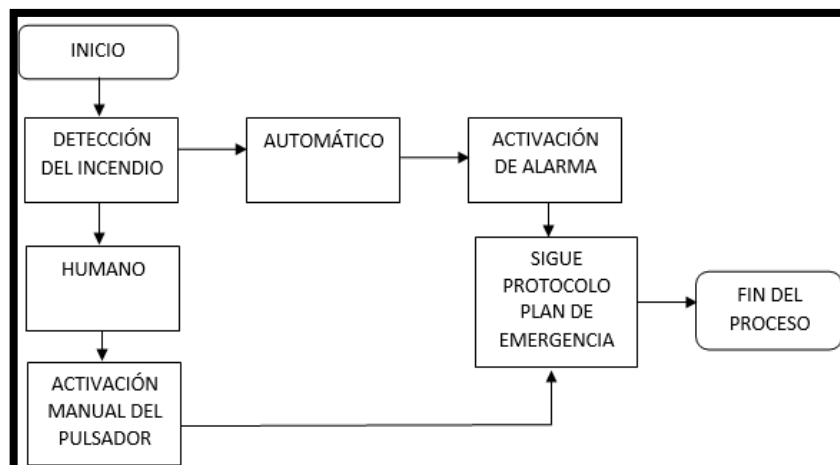 INICIO
DETECCIÓN
DEL INCENDIO
AUTOMÁTICO
ACTIVACIÓN
DE ALARMA
HUMANO
SIGUE
PROTOCOLO
PLAN DE
EMERGENCIA
FIN DEL
PROCESO
ACTIVACIÓN
MANUAL DEL
PULSADOR